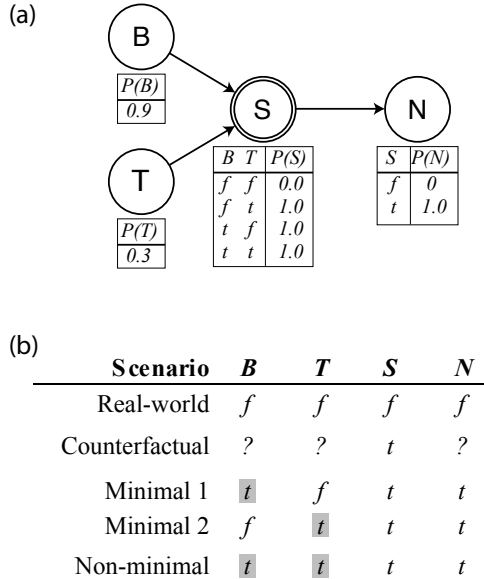 (a)
B
P(B)
0.9
T
P(T)
0.3
S
B T P(S)
f f 0.0
f t 1.0
t f 1.0
t t 1.0
N
S P(N)
f 0
t 1.0
(b)
Scenario B T S N
Real-world f f f f
Counterfactual ? ? t ?
Minimal 1 t f t t
Minimal 2 f t t t
Non-minimal t t t t